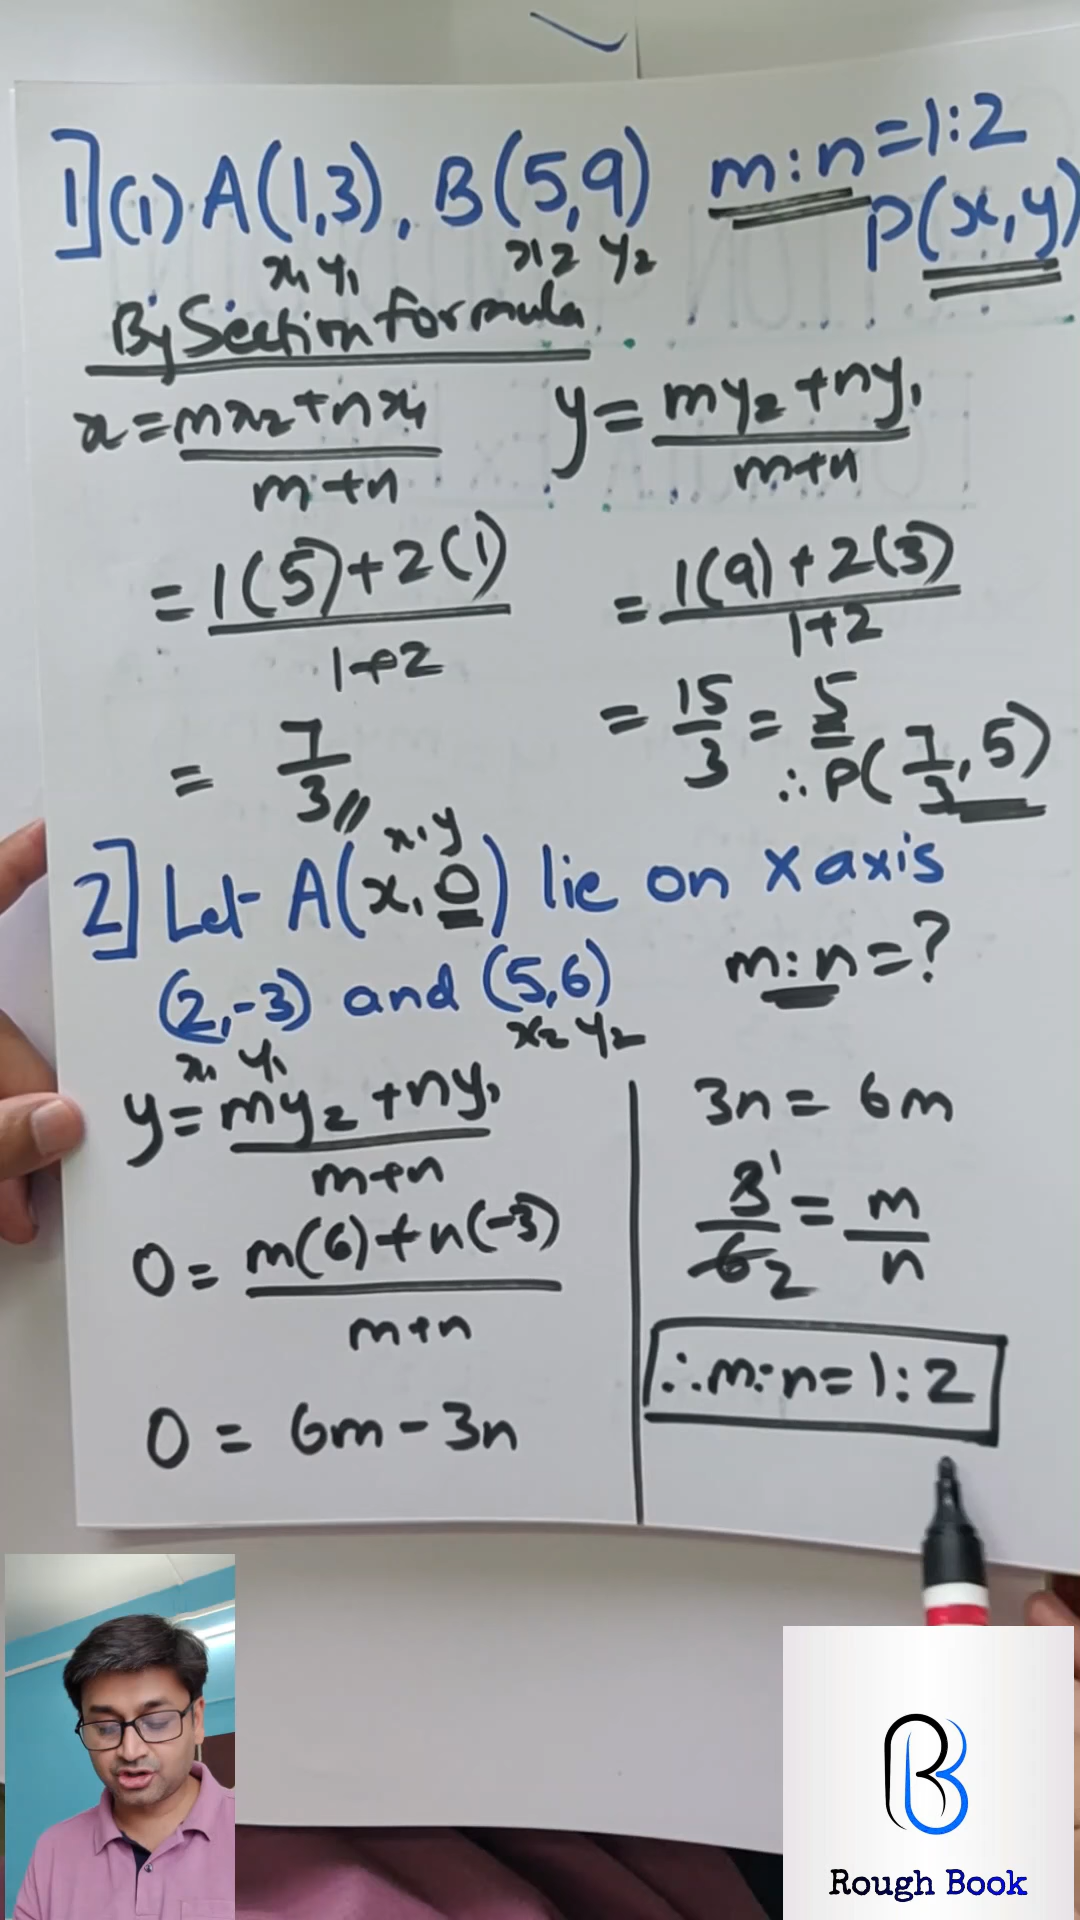 1] (1) A(1,3), B(5,9) m:n=1:2
P(x,y)
x1 y1 x2 y2
By Section formula
x = mx2+nx1 / m+n y = my2+ny1 / m+n
= 1(5)+2(1) / 1+2 = 1(9)+2(3) / 1+2
= 7/3 = 15/3 = 5
∴ P(7/3, 5)
x, y
2] Let A(x, 0) lie on x axis
(2,-3) and (5,6) m:n=?
x1 y1 x2 y2
y = my2+ny1 / m+n
0 = m(6)+n(-3) / m+n
0 = 6m-3n
3n = 6m
3 1 / 6 2 = m / n
∴ m:n = 1:2
B
Rough Book